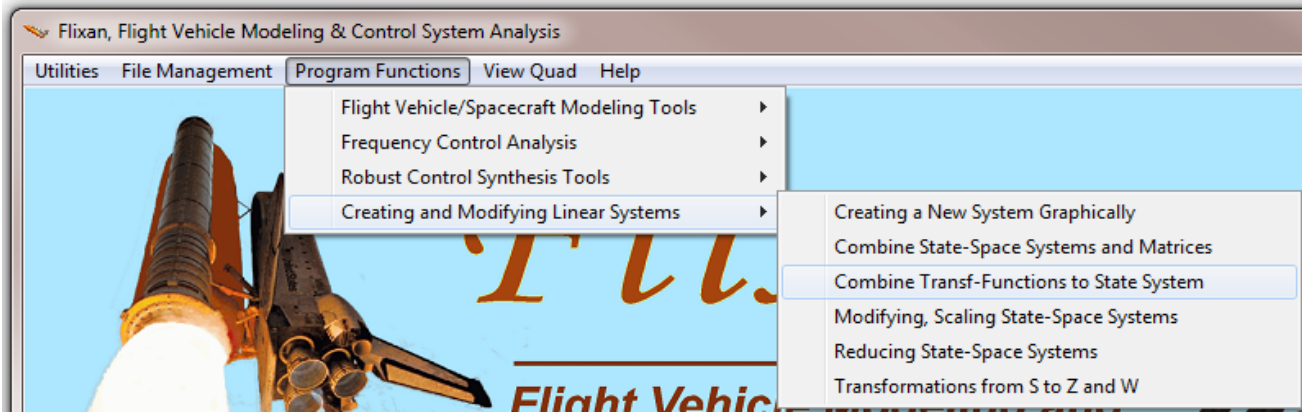 Flixan, Flight Vehicle Modeling & Control System Analysis
Utilities File Management Program Functions View Quad Help
Flight Vehicle/Spacecraft Modeling Tools
Frequency Control Analysis
Robust Control Synthesis Tools
Creating and Modifying Linear Systems
Creating a New System Graphically
Combine State-Space Systems and Matrices
Combine Transf-Functions to State System
Modifying, Scaling State-Space Systems
Reducing State-Space Systems
Transformations from S to Z and W
Flight Vehicle